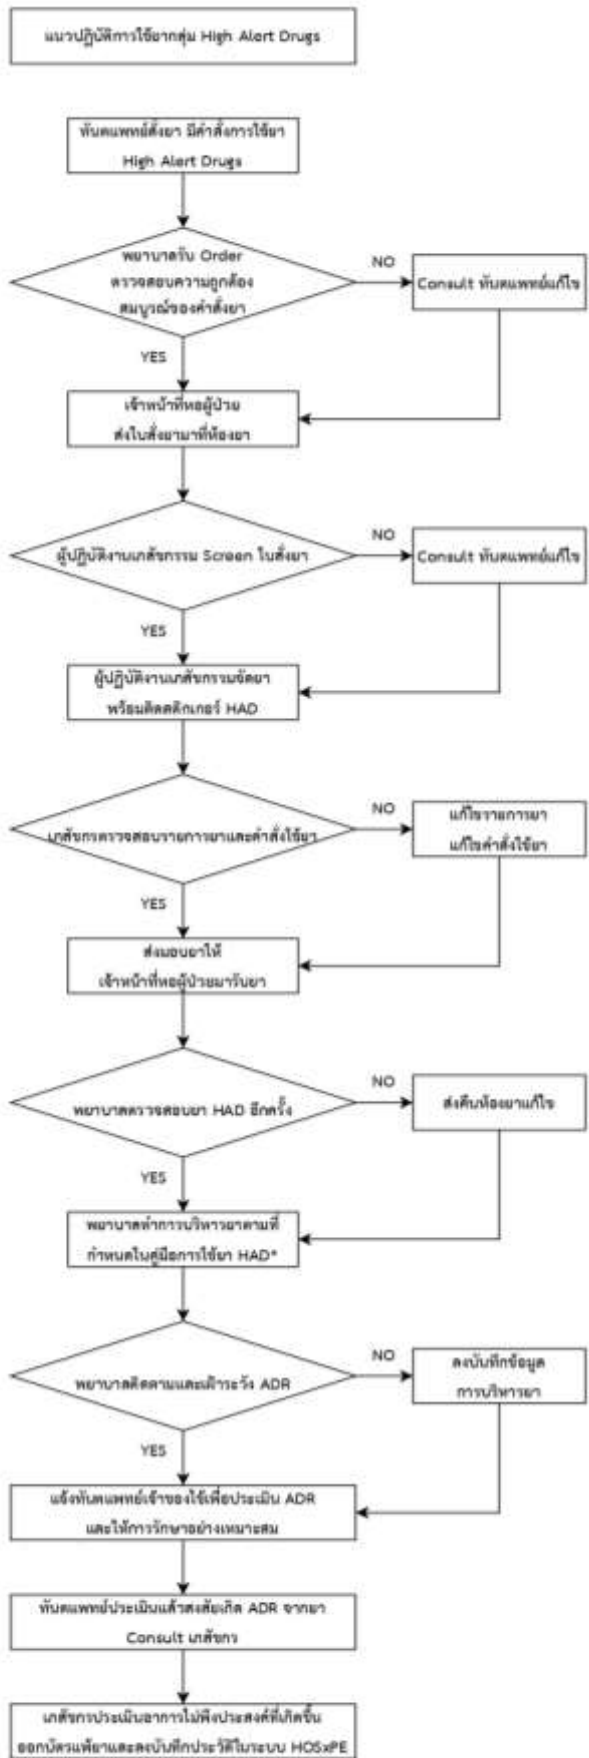 แนวปฏิบัติการใช้ยากลุ่ม High Alert Drugs
ทันตแพทย์สั่งยา มีคำสั่งการใช้ยา
High Alert Drugs
พยาบาลรับ Order
ตรวจสอบความถูกต้อง
สมบูรณ์ของคำสั่งยา
NO
Consult ทันตแพทย์แก้ไข
YES
เจ้าหน้าที่หอผู้ป่วย
ส่งใบสั่งยามาที่ห้องยา
ผู้ปฏิบัติงานเภสัชกรรม Screen ใบสั่งยา
NO
Consult ทันตแพทย์แก้ไข
YES
ผู้ปฏิบัติงานเภสัชกรรมจัดยา
พร้อมติดสติกเกอร์ HAD
เภสัชกรตรวจสอบรายการยาและคำสั่งใช้ยา
NO
แก้ไขรายการยา
แก้ไขคำสั่งใช้ยา
YES
ส่งมอบยาให้
เจ้าหน้าที่หอผู้ป่วยมารับยา
พยาบาลตรวจสอบยา HAD อีกครั้ง
NO
ส่งคืนห้องยาแก้ไข
YES
พยาบาลทำการบริหารยาตามที่
กำหนดในคู่มือการใช้ยา HAD*
พยาบาลติดตามและเฝ้าระวัง ADR
NO
ลงบันทึกข้อมูล
การบริหารยา
YES
แจ้งทันตแพทย์เจ้าของไข้เพื่อประเมิน ADR
และให้การรักษาอย่างเหมาะสม
ทันตแพทย์ประเมินแล้วสงสัยเกิด ADR จากยา
Consult เภสัชกร
เภสัชกรประเมินอาการไม่พึงประสงค์ที่เกิดขึ้น
ออกบัตรแพ้ยาและลงบันทึกประวัติในระบบ HOSxPE